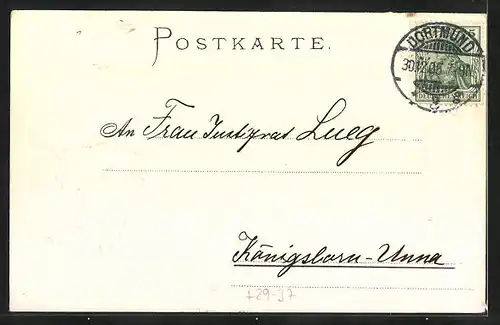 POSTKARTE.
DORTMUND
An Frau Justizrat Lueg
Königsborn-Unna